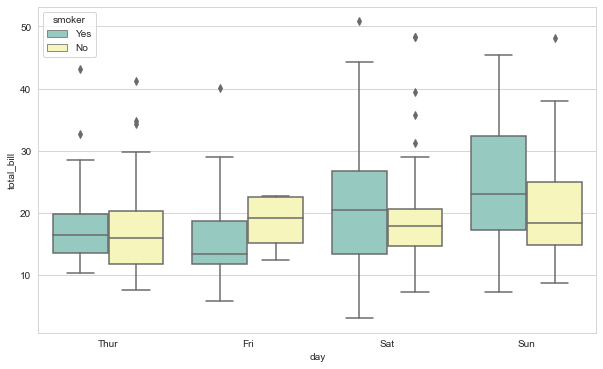 smoker
Yes
No
total_bill
50
40
30
20
10
Thur
Fri
Sat
Sun
day